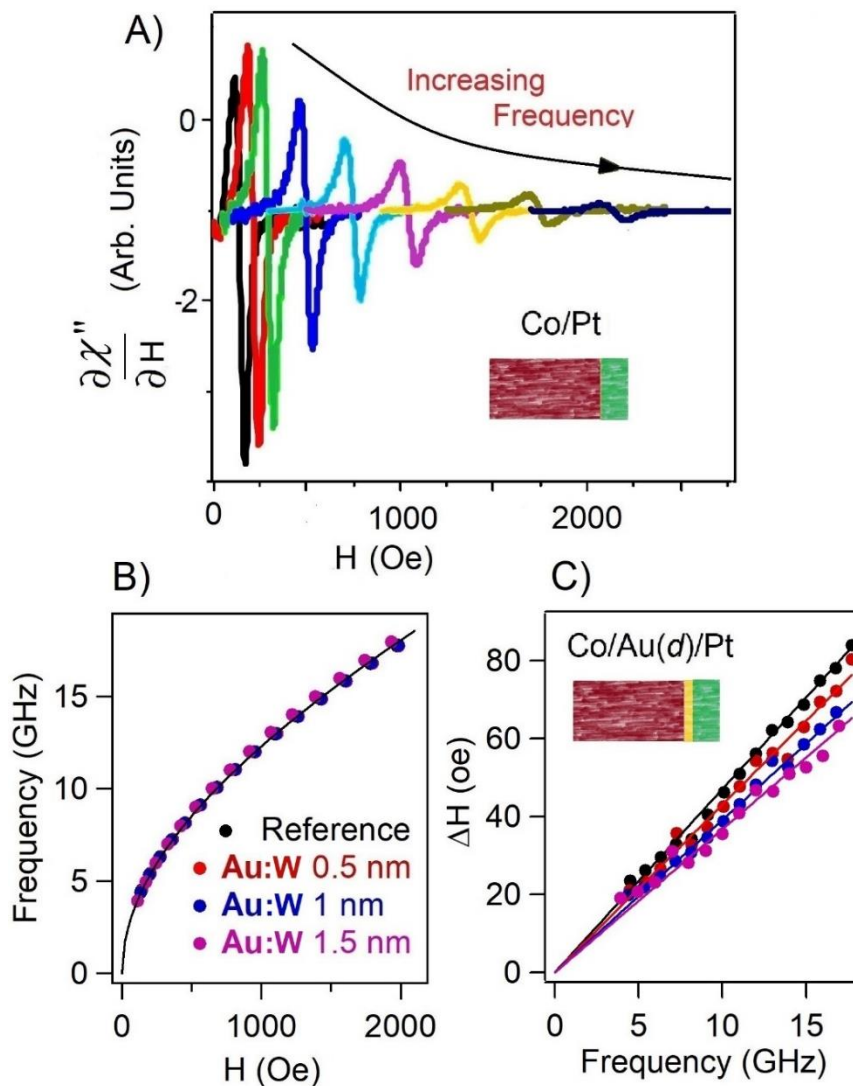 A)
Increasing
Frequency
0
-2
(Arb. Units)
∂χ"
∂H
Co/Pt
0
1000
2000
H (Oe)
B)
15
10
5
0
Frequency (GHz)
Reference
Au:W 0.5 nm
Au:W 1 nm
Au:W 1.5 nm
0
1000
2000
H (Oe)
C)
Co/Au(d)/Pt
80
60
40
20
0
ΔH (oe)
5
10
15
Frequency
(GHz)